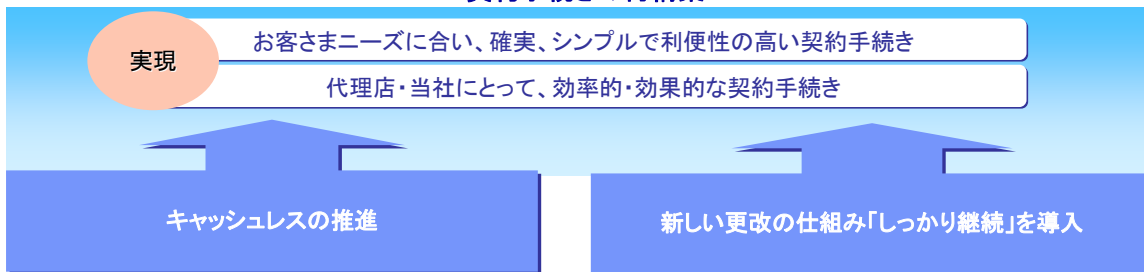 実現
お客さまニーズに合い、確実、シンプルで利便性の高い契約手続き
代理店・当社にとって、効率的・効果的な契約手続き
キャッシュレスの推進
新しい更改の仕組み「しっかり継続」を導入